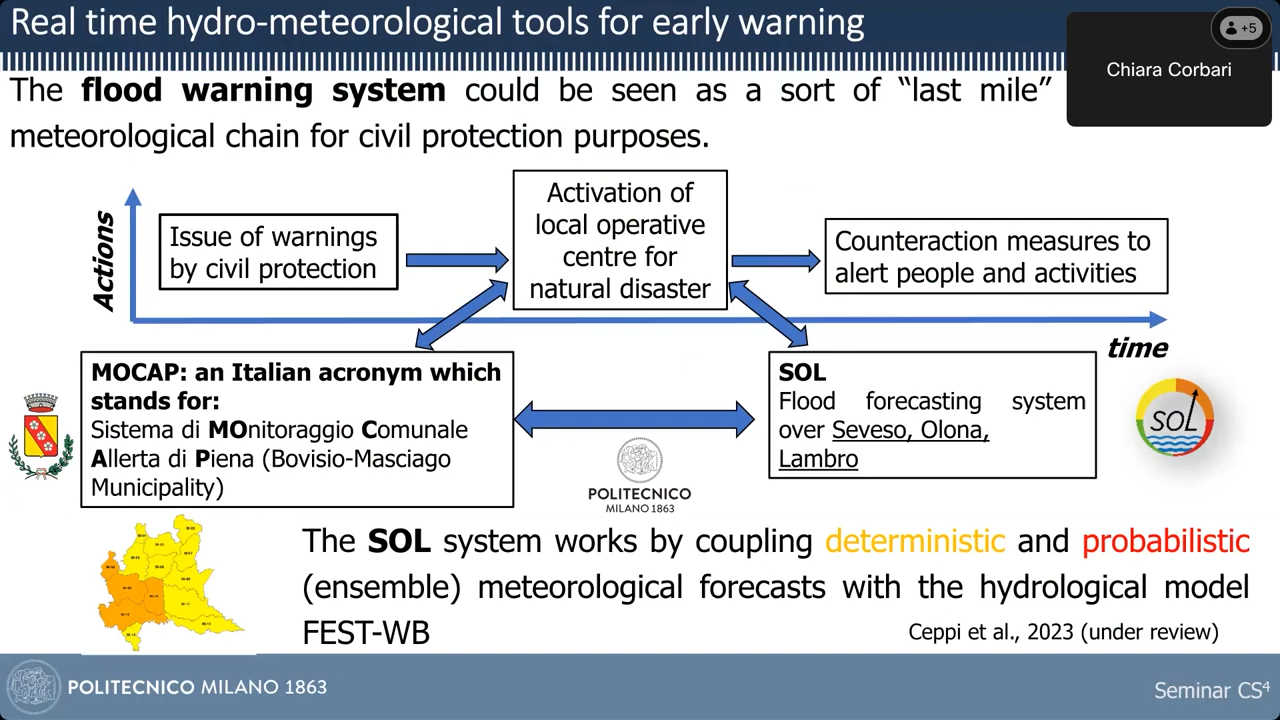 Real time hydro-meteorological tools for early warning
+5
Chiara Corbari
The flood warning system could be seen as a sort of “last mile”
meteorological chain for civil protection purposes.
Actions
Issue of warnings
by civil protection
Activation of
local operative
centre for
natural disaster
Counteraction measures to
alert people and activities
time
MOCAP: an Italian acronym which
stands for:
Sistema di MOnitoraggio Comunale
Allerta di Piena (Bovisio-Masciago
Municipality)
POLITECNICO
MILANO 1863
SOL
Flood forecasting system
over Seveso, Olona,
Lambro
SOL
The SOL system works by coupling deterministic and probabilistic
(ensemble) meteorological forecasts with the hydrological model
FEST-WB
Ceppi et al., 2023 (under review)
POLITECNICO MILANO 1863
Seminar CS⁴